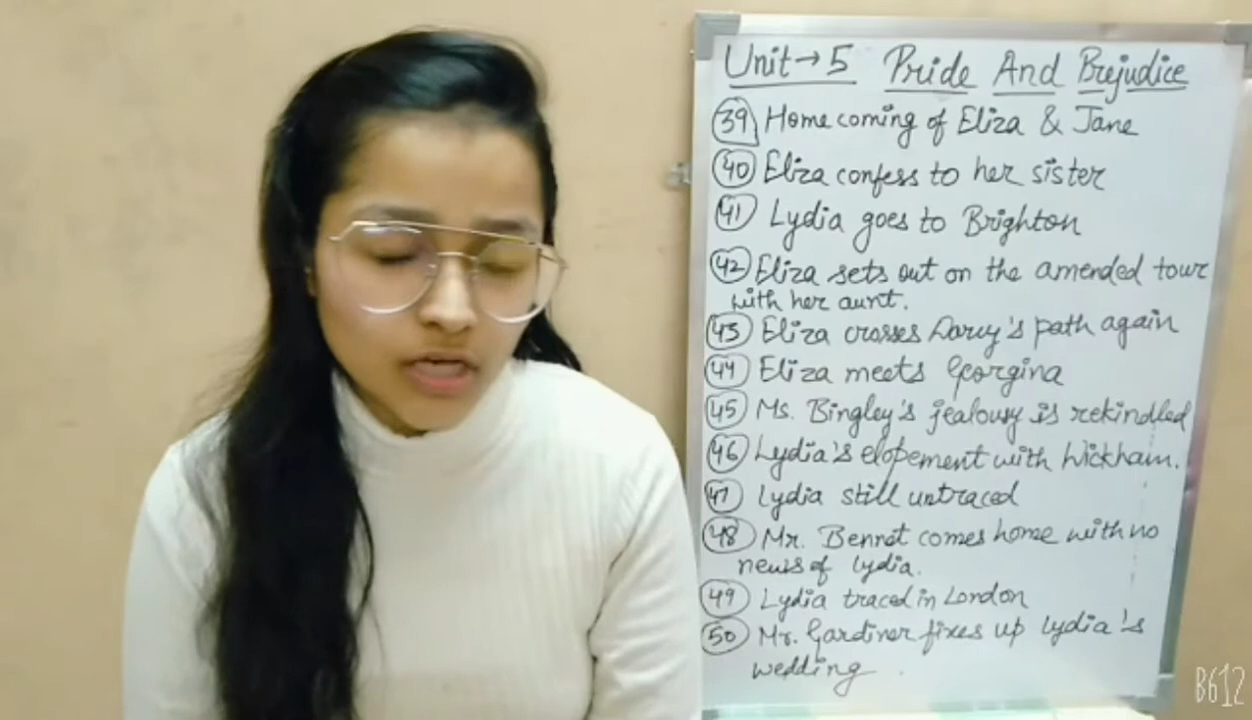 Unit→5 Pride And Prejudice
39 Homecoming of Eliza & Jane
40 Eliza confess to her sister
41 Lydia goes to Brighton
42 Eliza sets out on the amended tour
with her aunt.
43 Eliza crosses Darcy's path again
44 Eliza meets Georgina
45 Ms. Bingley's jealousy is rekindled
46 Lydia's elopement with Wickham.
47 Lydia still untraced
48 Mr. Bennet comes home with no
news of Lydia.
49 Lydia traced in London
50 Mr. Gardiner fixes up Lydia's
wedding.
B612